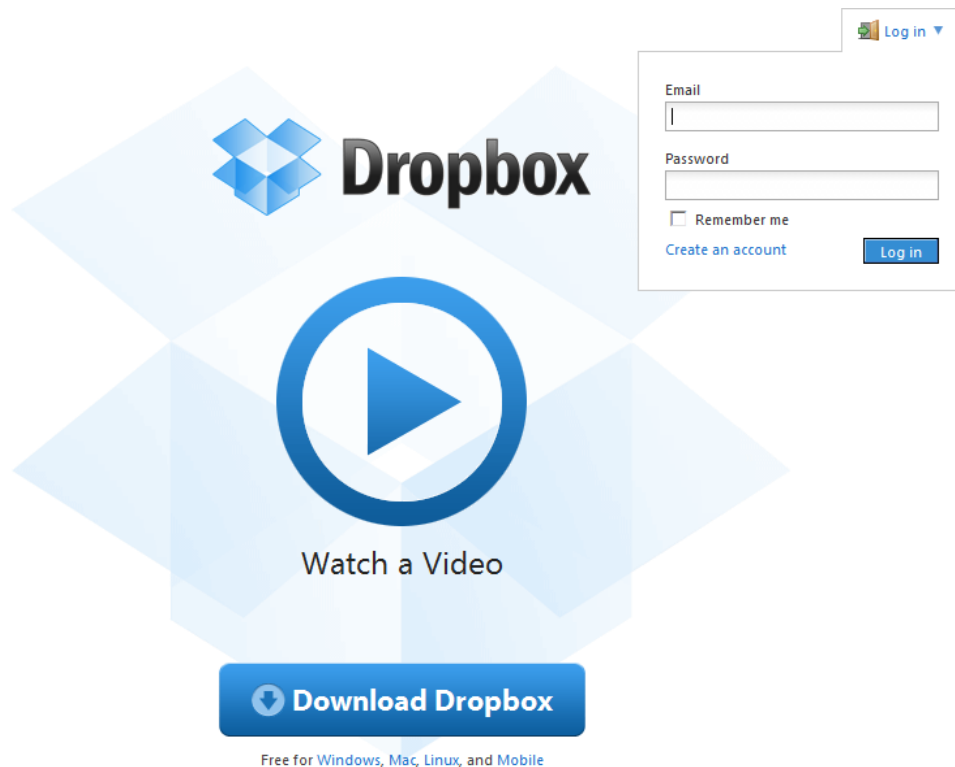 Log in
Email
Password
Remember me
Create an account
Log in
Dropbox
Watch a Video
Download Dropbox
Free for Windows, Mac, Linux, and Mobile